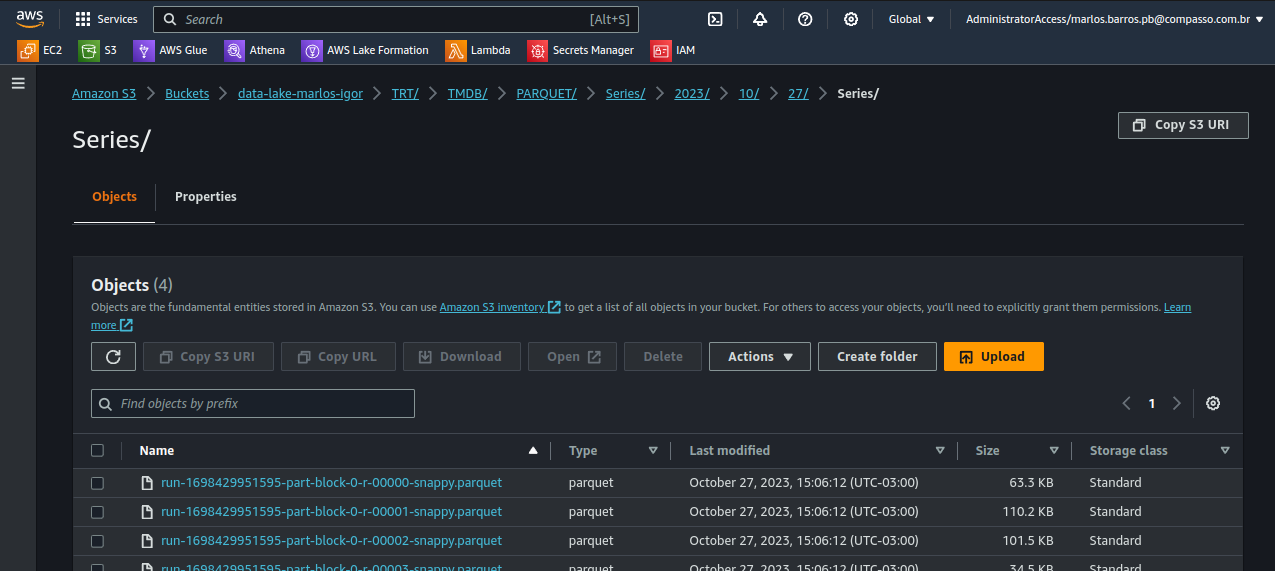 aws Services Search [Alt+S] Global AdministratorAccess/marlos.barros.pb@compasso.com.br
EC2 S3 AWS Glue Athena AWS Lake Formation Lambda Secrets Manager IAM
Amazon S3 Buckets data-lake-marlos-igor TRT/ TMDB/ PARQUET/ Series/ 2023/ 10/ 27/ Series/
Series/
Copy S3 URI
Objects Properties
Objects (4)
Objects are the fundamental entities stored in Amazon S3. You can use Amazon S3 inventory to get a list of all objects in your bucket. For others to access your objects, you'll need to explicitly grant them permissions. Learn
more
Copy S3 URI Copy URL Download Open Delete Actions Create folder Upload
Find objects by prefix 1
Name Type Last modified Size Storage class
run-1698429951595-part-block-0-r-00000-snappy.parquet parquet October 27, 2023, 15:06:12 (UTC-03:00) 63.3 KB Standard
run-1698429951595-part-block-0-r-00001-snappy.parquet parquet October 27, 2023, 15:06:12 (UTC-03:00) 110.2 KB Standard
run-1698429951595-part-block-0-r-00002-snappy.parquet parquet October 27, 2023, 15:06:12 (UTC-03:00) 101.5 KB Standard
run-1698429951595-part-block-0-r-00003-snappy.parquet parquet October 27, 2023, 15:06:12 (UTC-03:00) 34.5 KB Standard